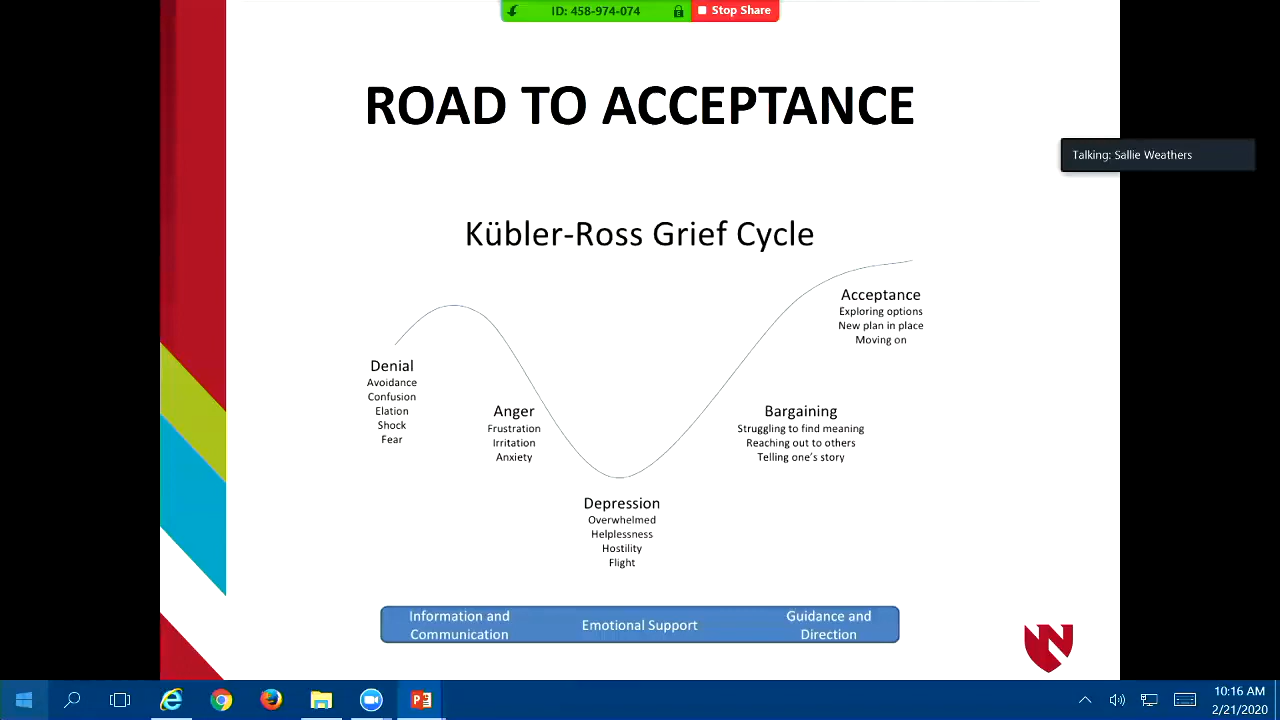 ID: 458-974-074
Stop Share
ROAD TO ACCEPTANCE
Talking: Sallie Weathers
Kübler-Ross Grief Cycle
Denial
Avoidance
Confusion
Elation
Shock
Fear
Anger
Frustration
Irritation
Anxiety
Depression
Overwhelmed
Helplessness
Hostility
Flight
Bargaining
Struggling to find meaning
Reaching out to others
Telling one's story
Acceptance
Exploring options
New plan in place
Moving on
Information and
Communication
Emotional Support
Guidance and
Direction
N
10:16 AM
2/21/2020